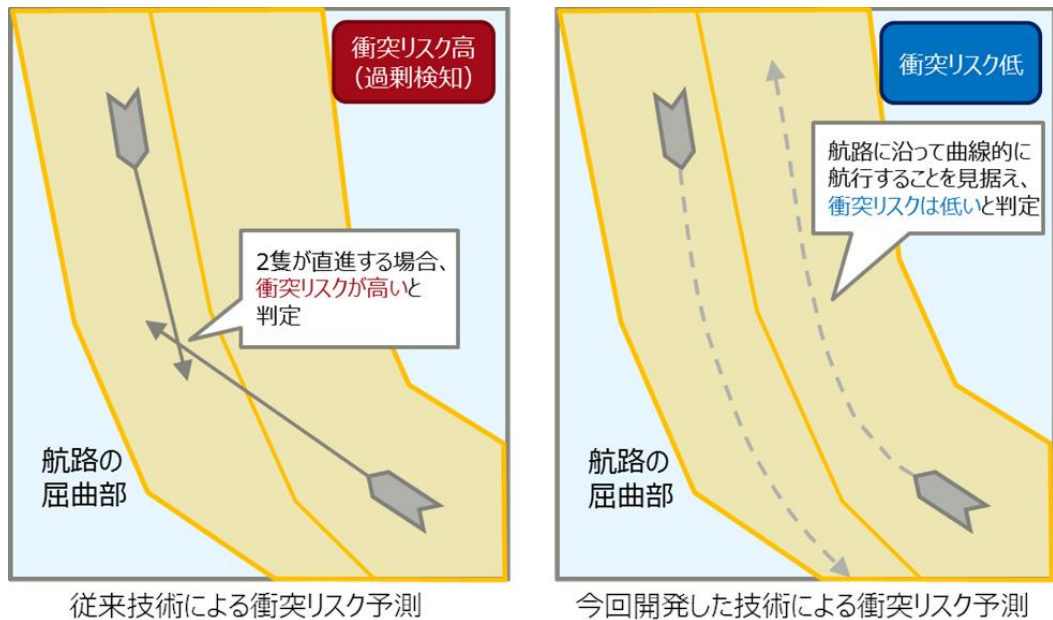 衝突リスク高
（過剰検知）
2隻が直進する場合、
衝突リスクが高いと
判定
航路の
屈曲部
従来技術による衝突リスク予測
衝突リスク低
航路に沿って曲線的に
航行することを見据え、
衝突リスクは低いと判定
航路の
屈曲部
今回開発した技術による衝突リスク予測